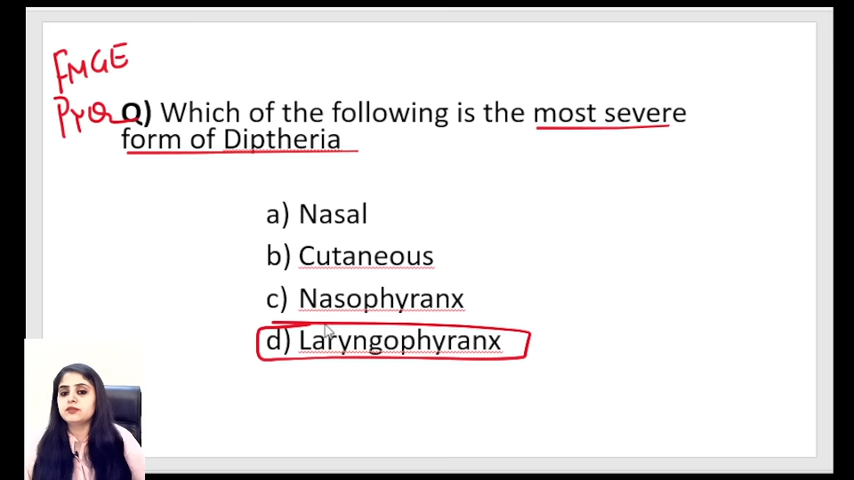 FMGE
PYQ
Q) Which of the following is the most severe
form of Diptheria
a) Nasal
b) Cutaneous
c) Nasophyranx
d) Laryngophyranx